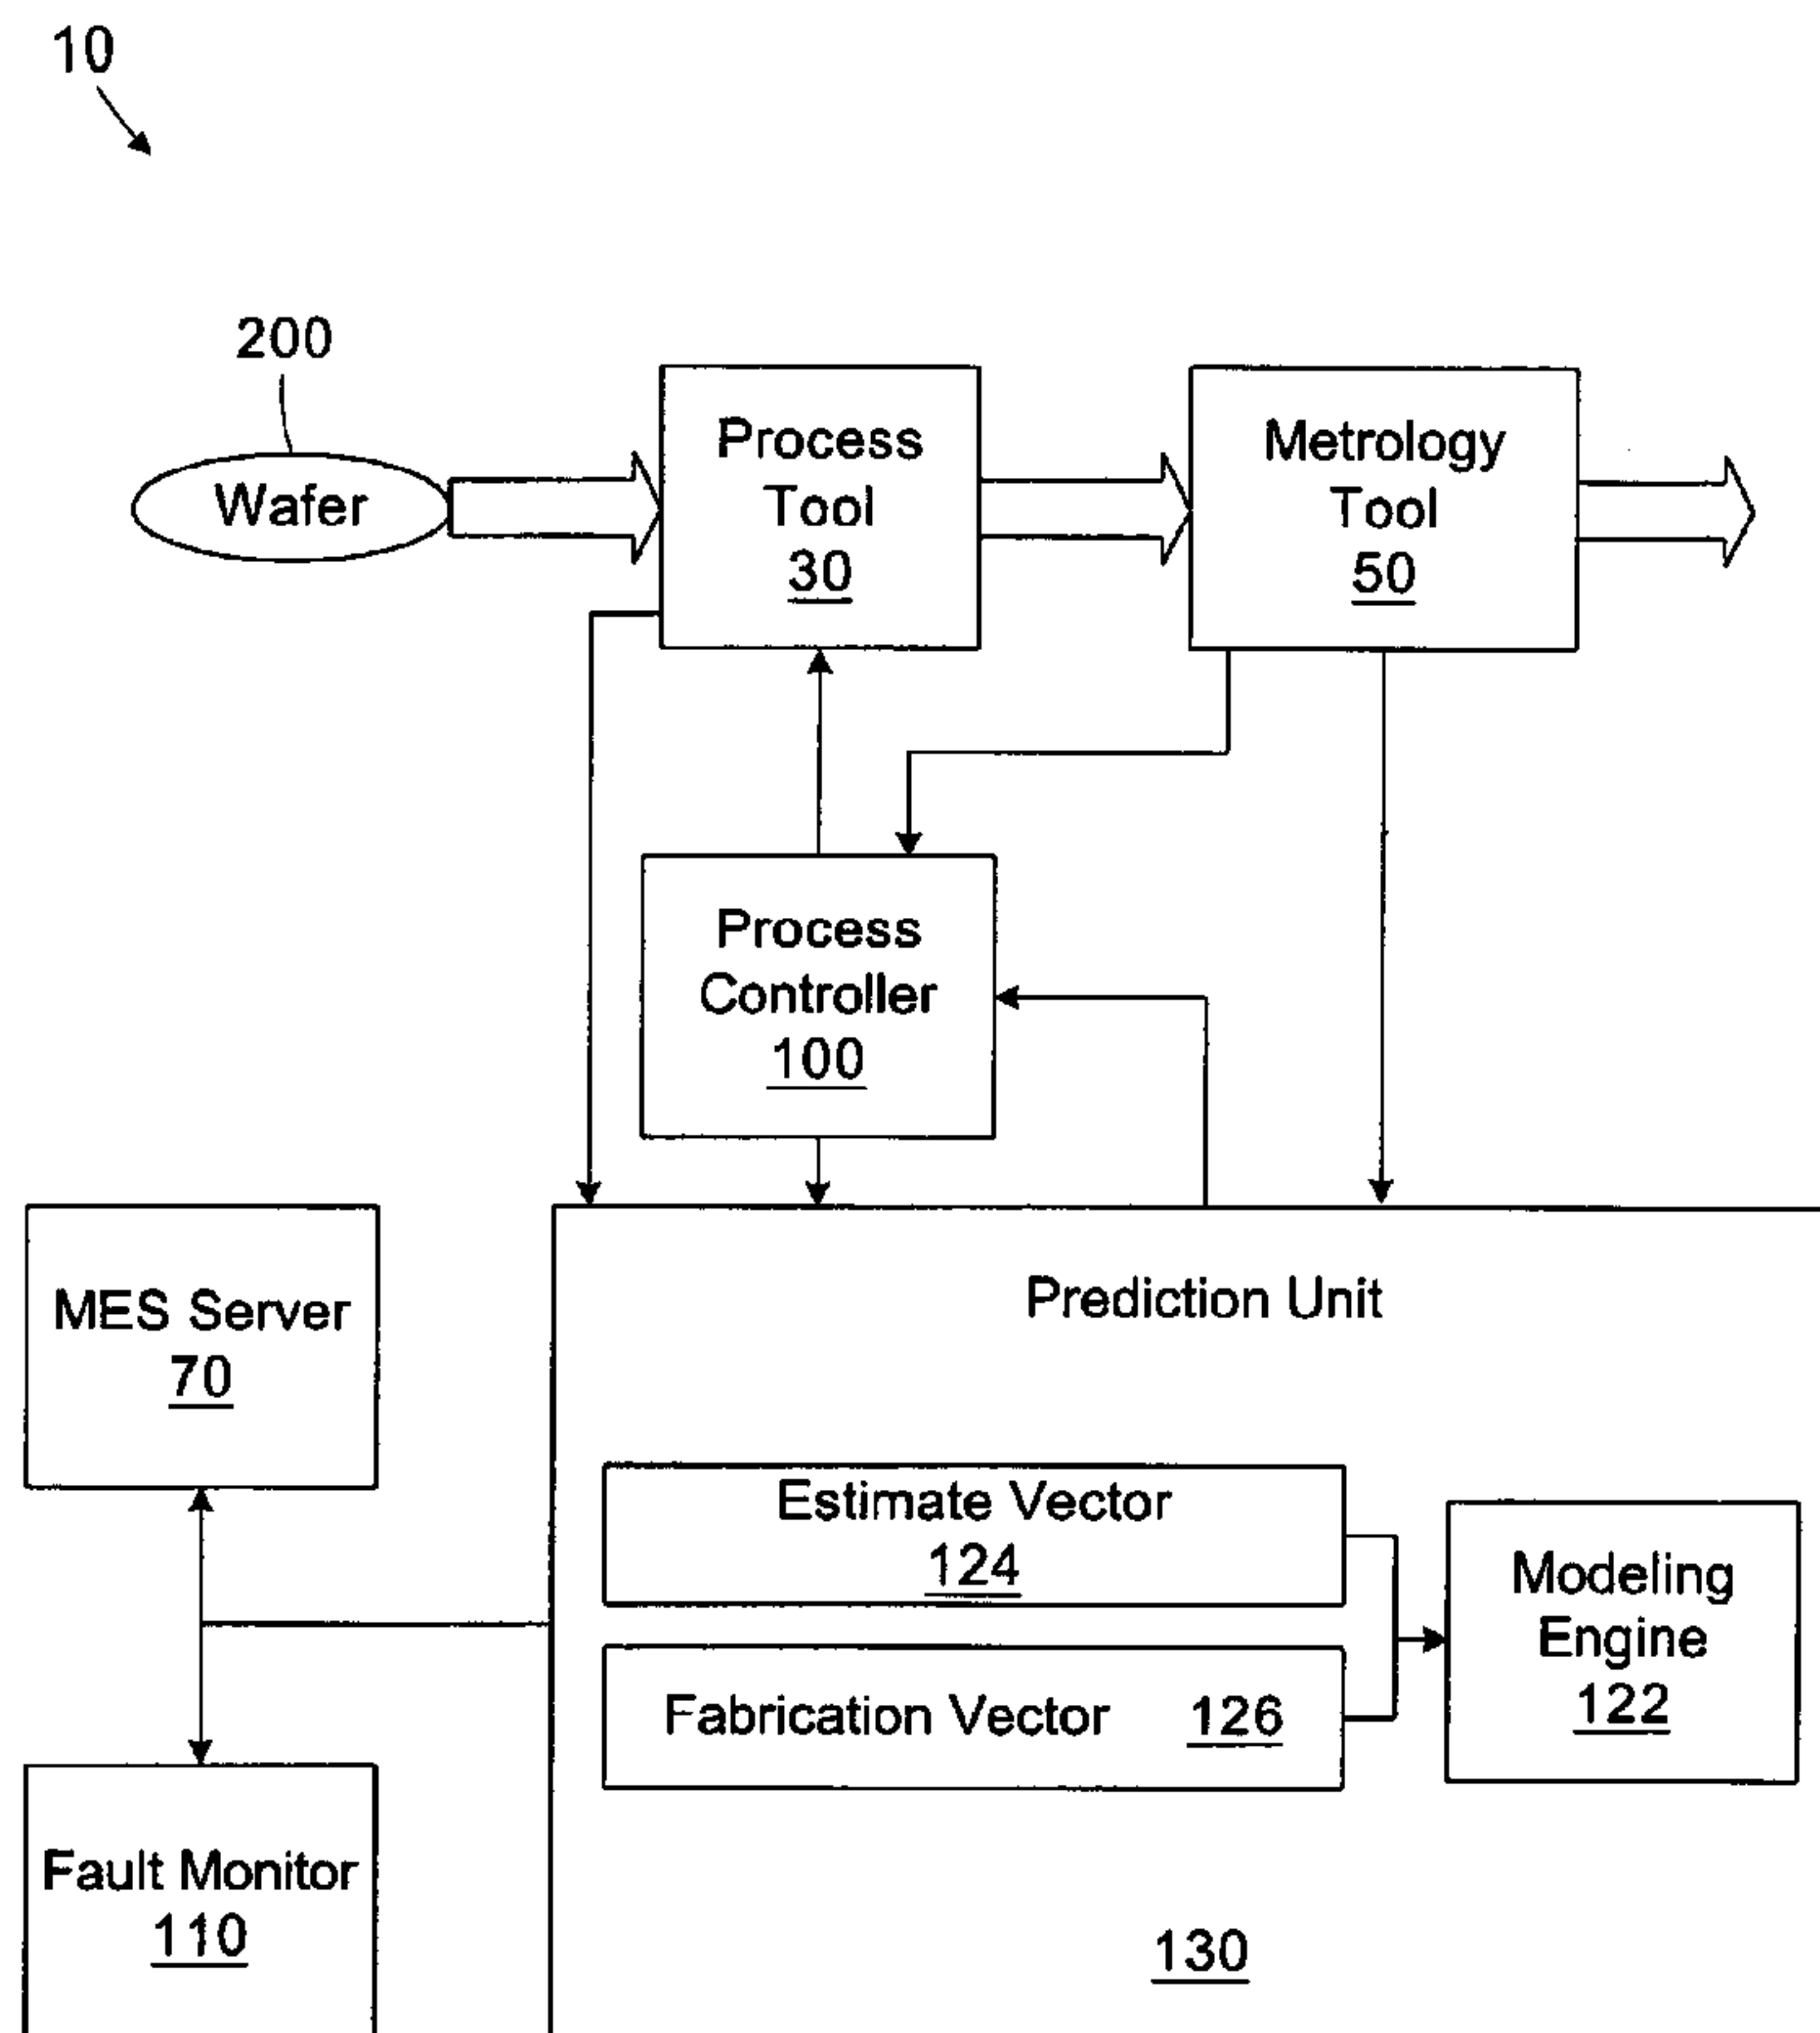 10
200
Wafer
Process
Tool
30
Metrology
Tool
50
Process
Controller
100
MES Server
70
Prediction Unit
Estimate Vector
124
Fabrication Vector 126
Modeling
Engine
122
Fault Monitor
110
130